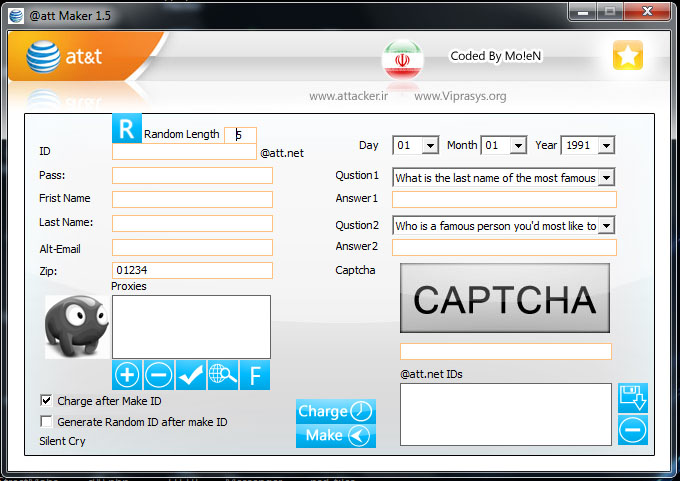 @att Maker 1.5
at&t
Coded By Mo!eN
www.attacker.ir www.Viprasys.org
R Random Length 5
ID @att.net
Pass:
Frist Name
Last Name:
Alt-Email
Zip: 01234
Proxies
F
Charge after Make ID
Generate Random ID after make ID
Silent Cry
Charge
Make
Day 01 Month 01 Year 1991
Qustion1 What is the last name of the most famous
Answer1
Qustion2 Who is a famous person you'd most like to
Answer2
Captcha CAPTCHA
@att.net IDs